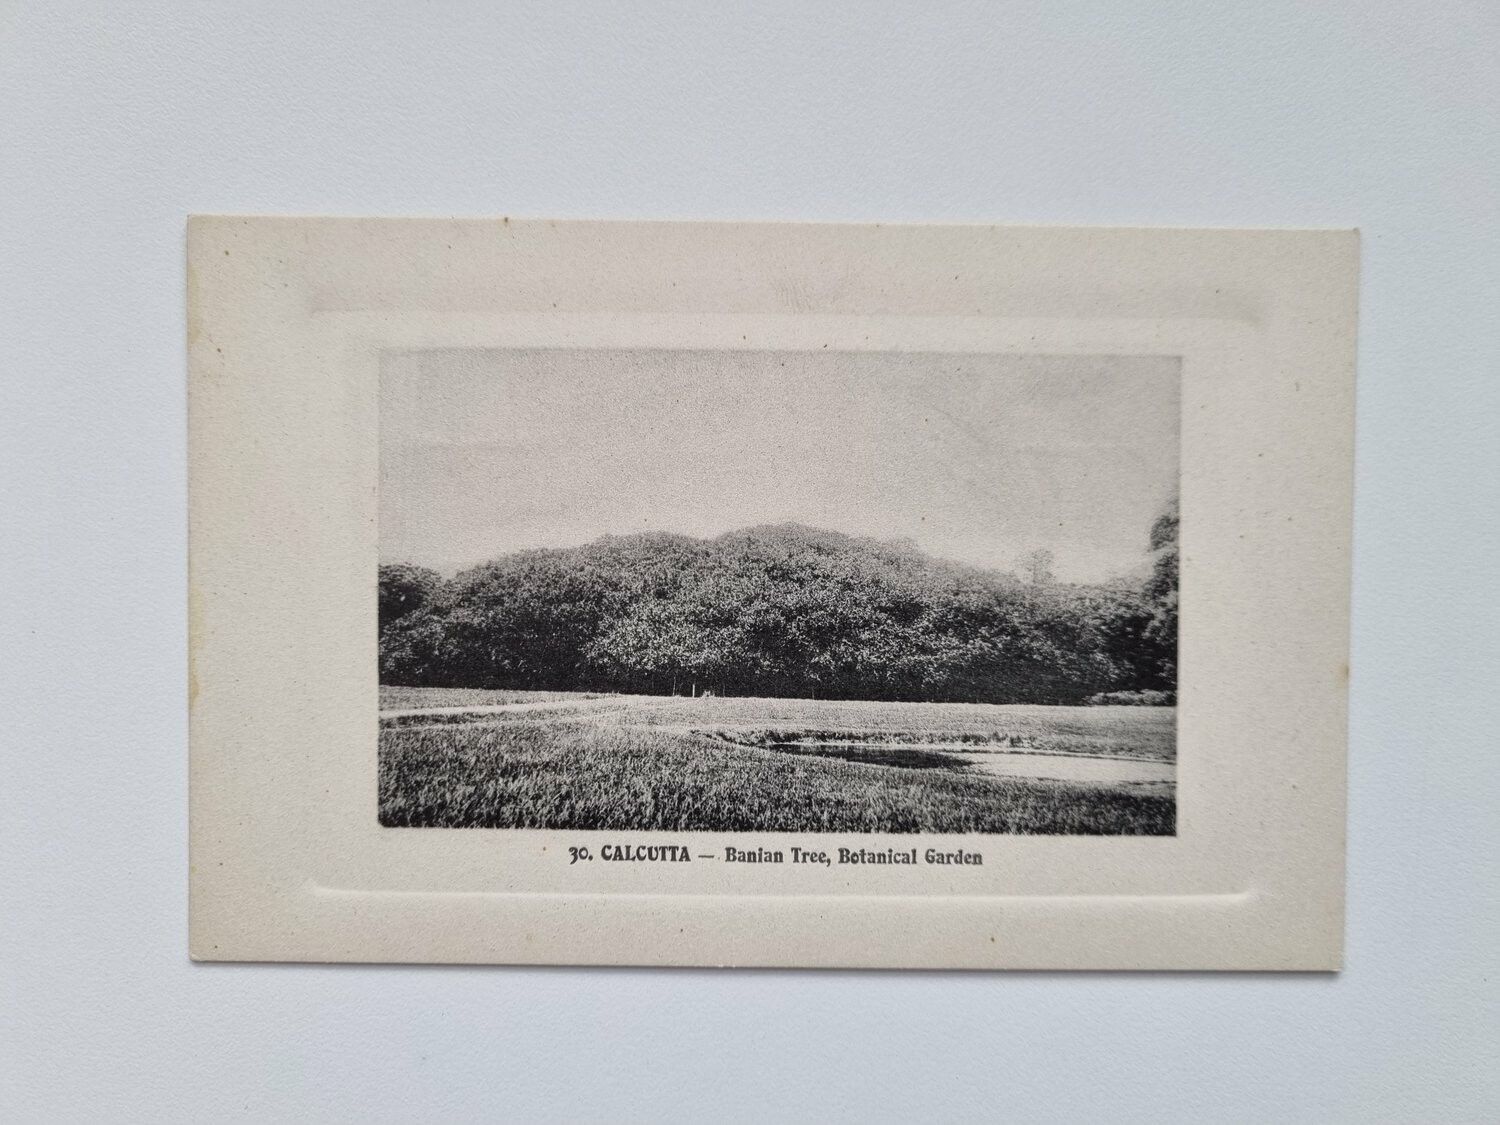 30. CALCUTTA — Banian Tree, Botanical Garden